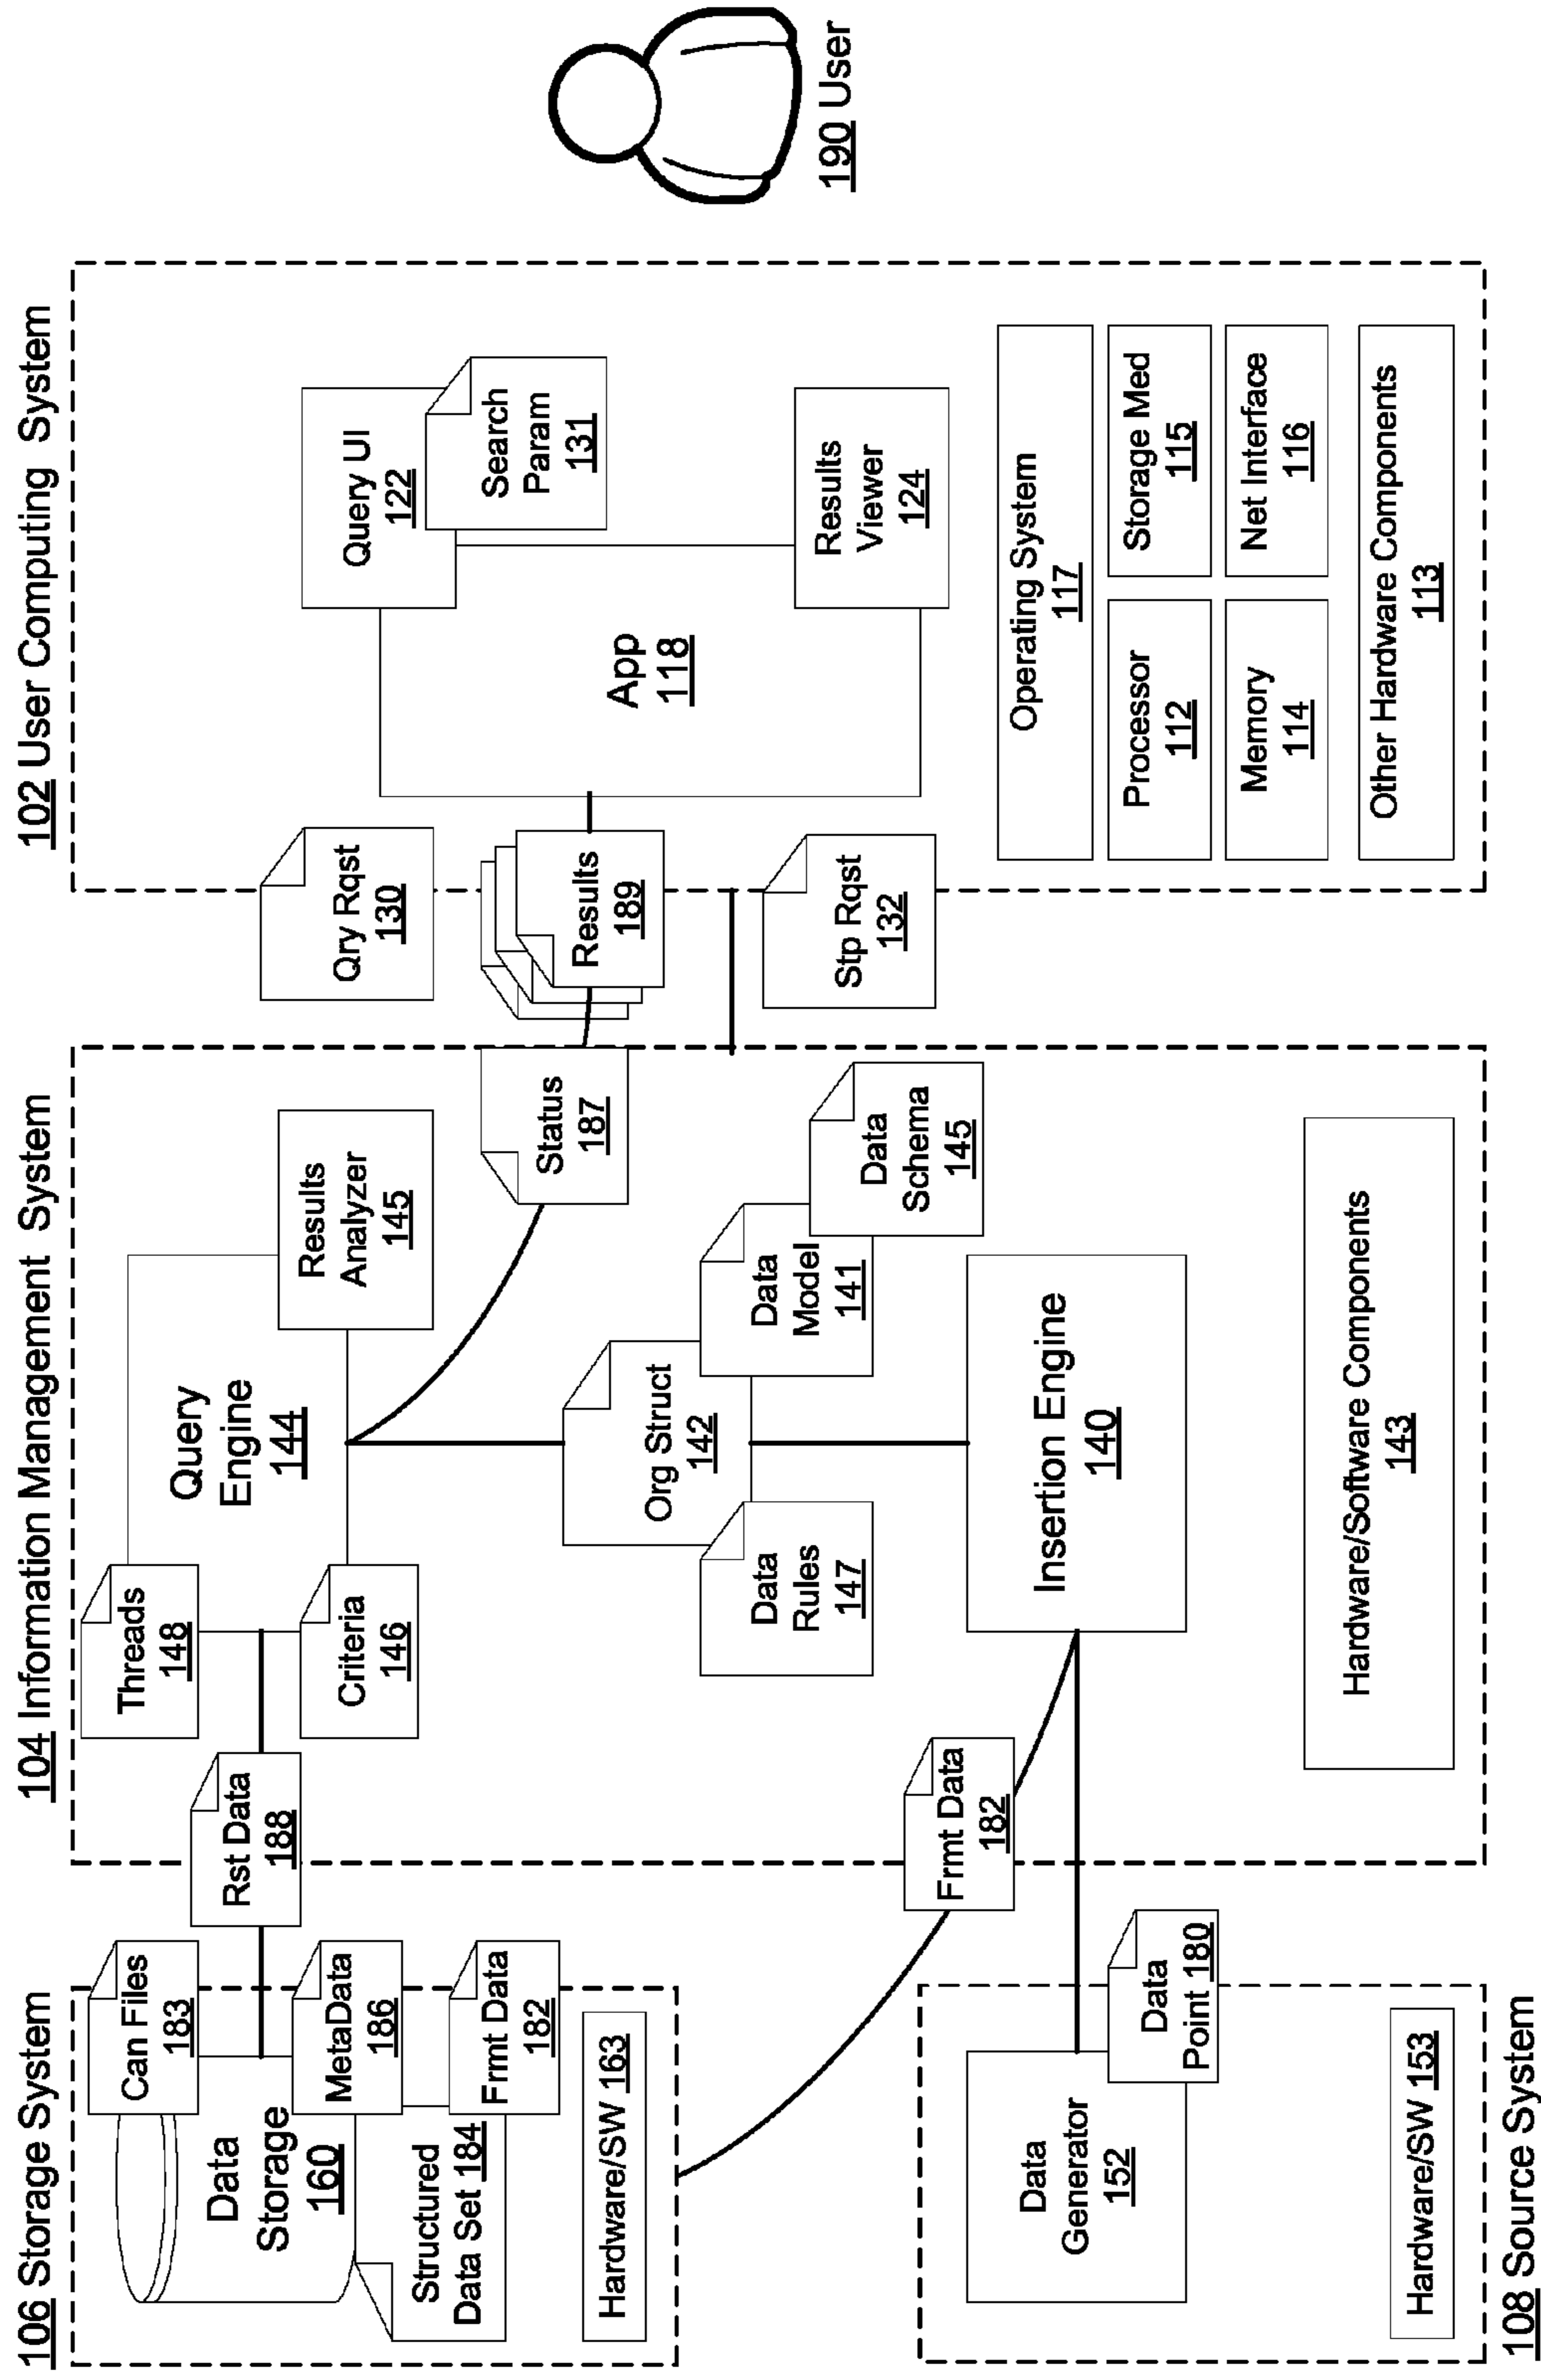 106 Storage System
Can Files
183
Data
Storage
160
MetaData
186
Structured
Data Set 184
Frmt Data
182
Hardware/SW 163
Rst Data
188
104 Information Management System
Threads
148
Query
Engine
144
Results
Analyzer
145
Criteria
146
Status
187
Org Struct
142
Data
Rules
147
Data
Model
141
Data
Schema
145
Insertion Engine
140
Frmt Data
182
Hardware/Software Components
143
Data
Generator
152
Data
Point 180
Hardware/SW 153
108 Source System
102 User Computing System
Qry Rqst
130
Results
189
Stp Rqst
132
Query UI
122
Search
Param
131
App
118
Results
Viewer
124
Operating System
117
Processor
112
Storage Med
115
Memory
114
Net Interface
116
Other Hardware Components
113
190 User